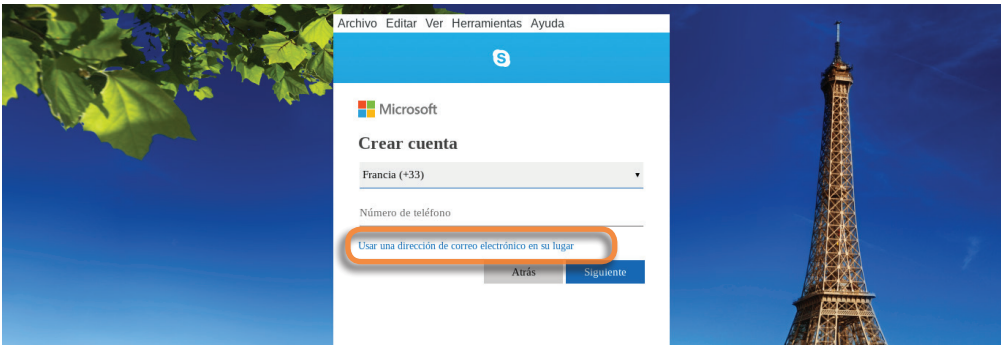 Archivo Editar Ver Herramientas Ayuda
Microsoft
Crear cuenta
Francia (+33)
Número de teléfono
Usar una dirección de correo electrónico en su lugar
Atrás Siguiente